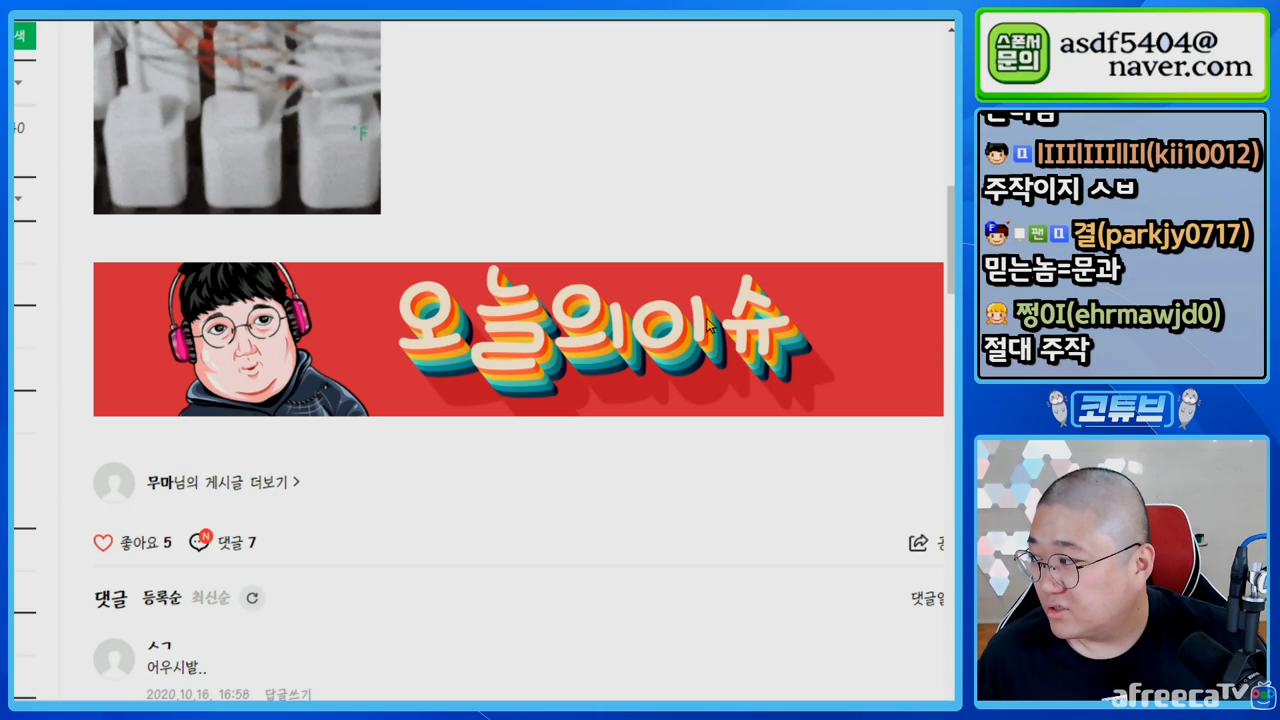 색
40
°F
오늘의이슈
무마님의 게시글 더보기 >
좋아요 5 댓글 7
댓글 등록순 최신순
ㅅㄱ
어우시발..
2020.10.16. 16:58 답글쓰기
스폰서
문의
asdf5404@
naver.com
lIIIlIIIllIl(kii10012)
주작이지 ㅅㅂ
결(parkjy0717)
믿는놈=문과
쩡0I(ehrmawjd0)
절대 주작
코튜브
afreecaTV